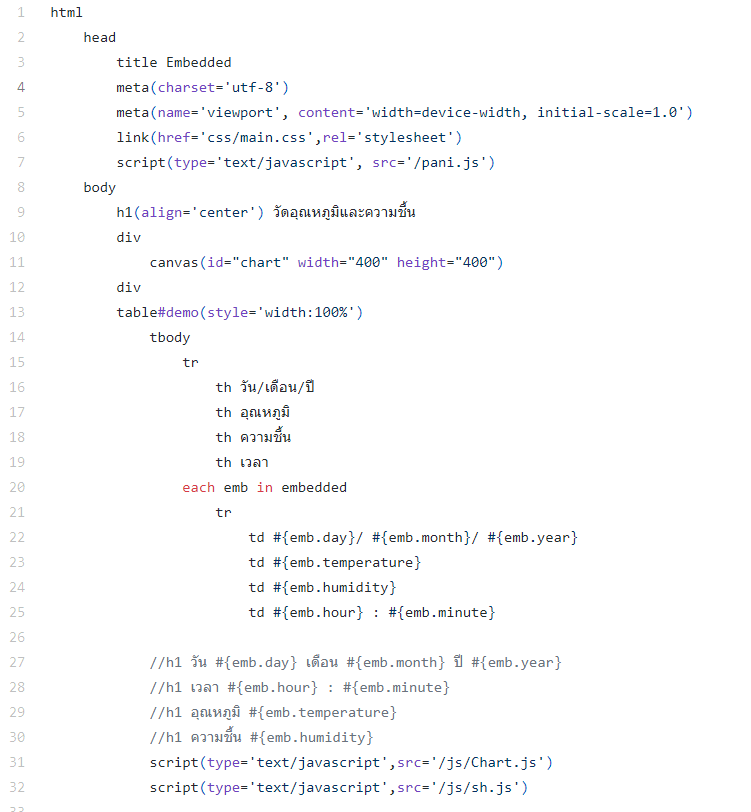 1 html
2 head
3 title Embedded
4 meta(charset='utf-8')
5 meta(name='viewport', content='width=device-width, initial-scale=1.0')
6 link(href='css/main.css',rel='stylesheet')
7 script(type='text/javascript', src='/pani.js')
8 body
9 h1(align='center') วัดอุณหภูมิและความชื้น
10 div
11 canvas(id="chart" width="400" height="400")
12 div
13 table#demo(style='width:100%')
14 tbody
15 tr
16 th วัน/เดือน/ปี
17 th อุณหภูมิ
18 th ความชื้น
19 th เวลา
20 each emb in embedded
21 tr
22 td #{emb.day}/ #{emb.month}/ #{emb.year}
23 td #{emb.temperature}
24 td #{emb.humidity}
25 td #{emb.hour} : #{emb.minute}
26
27 //h1 วัน #{emb.day} เดือน #{emb.month} ปี #{emb.year}
28 //h1 เวลา #{emb.hour} : #{emb.minute}
29 //h1 อุณหภูมิ #{emb.temperature}
30 //h1 ความชื้น #{emb.humidity}
31 script(type='text/javascript',src='/js/Chart.js')
32 script(type='text/javascript',src='/js/sh.js')